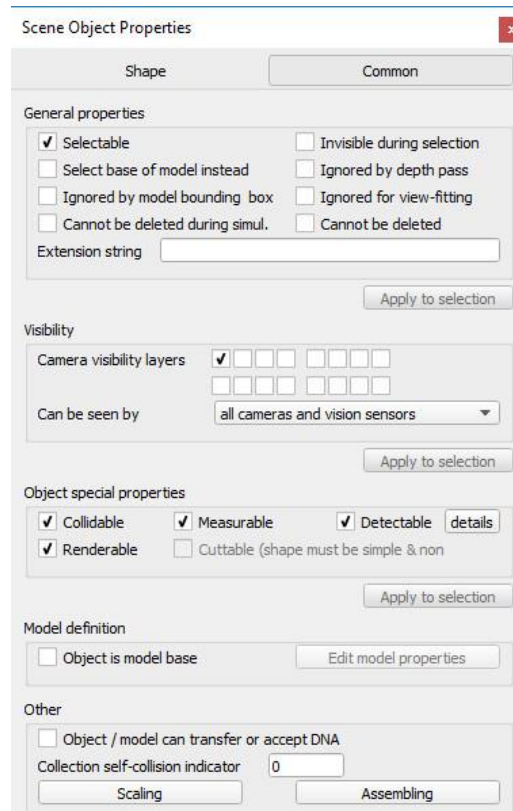 Scene Object Properties
x
Shape Common
General properties
Selectable Invisible during selection
Select base of model instead Ignored by depth pass
Ignored by model bounding box Ignored for view-fitting
Cannot be deleted during simul. Cannot be deleted
Extension string
Apply to selection
Visibility
Camera visibility layers
Can be seen by all cameras and vision sensors
Apply to selection
Object special properties
Collidable Measurable Detectable details
Renderable Cuttable (shape must be simple & non
Apply to selection
Model definition
Object is model base Edit model properties
Other
Object / model can transfer or accept DNA
Collection self-collision indicator 0
Scaling Assembling